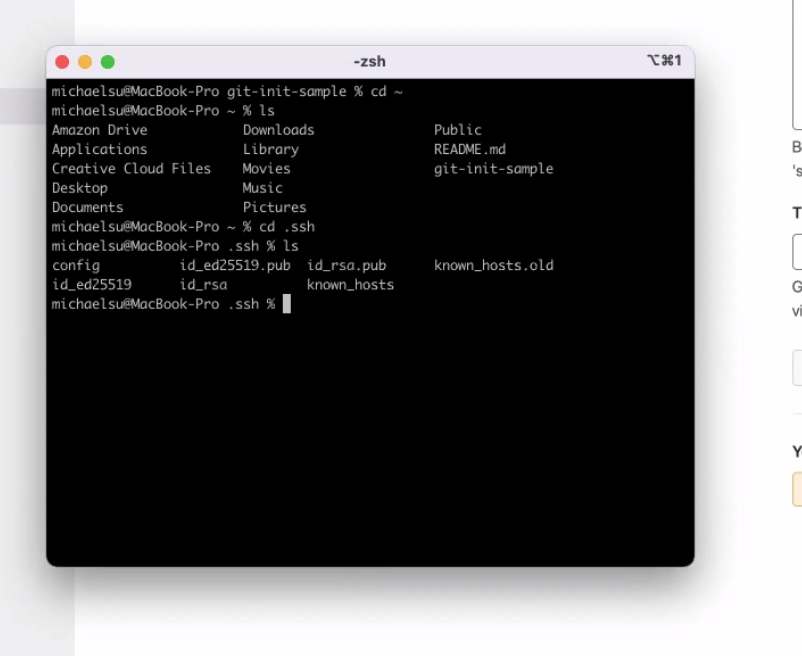 -zsh ⌥⌘1
michaelsu@MacBook-Pro git-init-sample % cd ~
michaelsu@MacBook-Pro ~ % ls
Amazon Drive Downloads Public
Applications Library README.md
Creative Cloud Files Movies git-init-sample
Desktop Music
Documents Pictures
michaelsu@MacBook-Pro ~ % cd .ssh
michaelsu@MacBook-Pro .ssh % ls
config id_ed25519.pub id_rsa.pub known_hosts.old
id_ed25519 id_rsa known_hosts
michaelsu@MacBook-Pro .ssh %